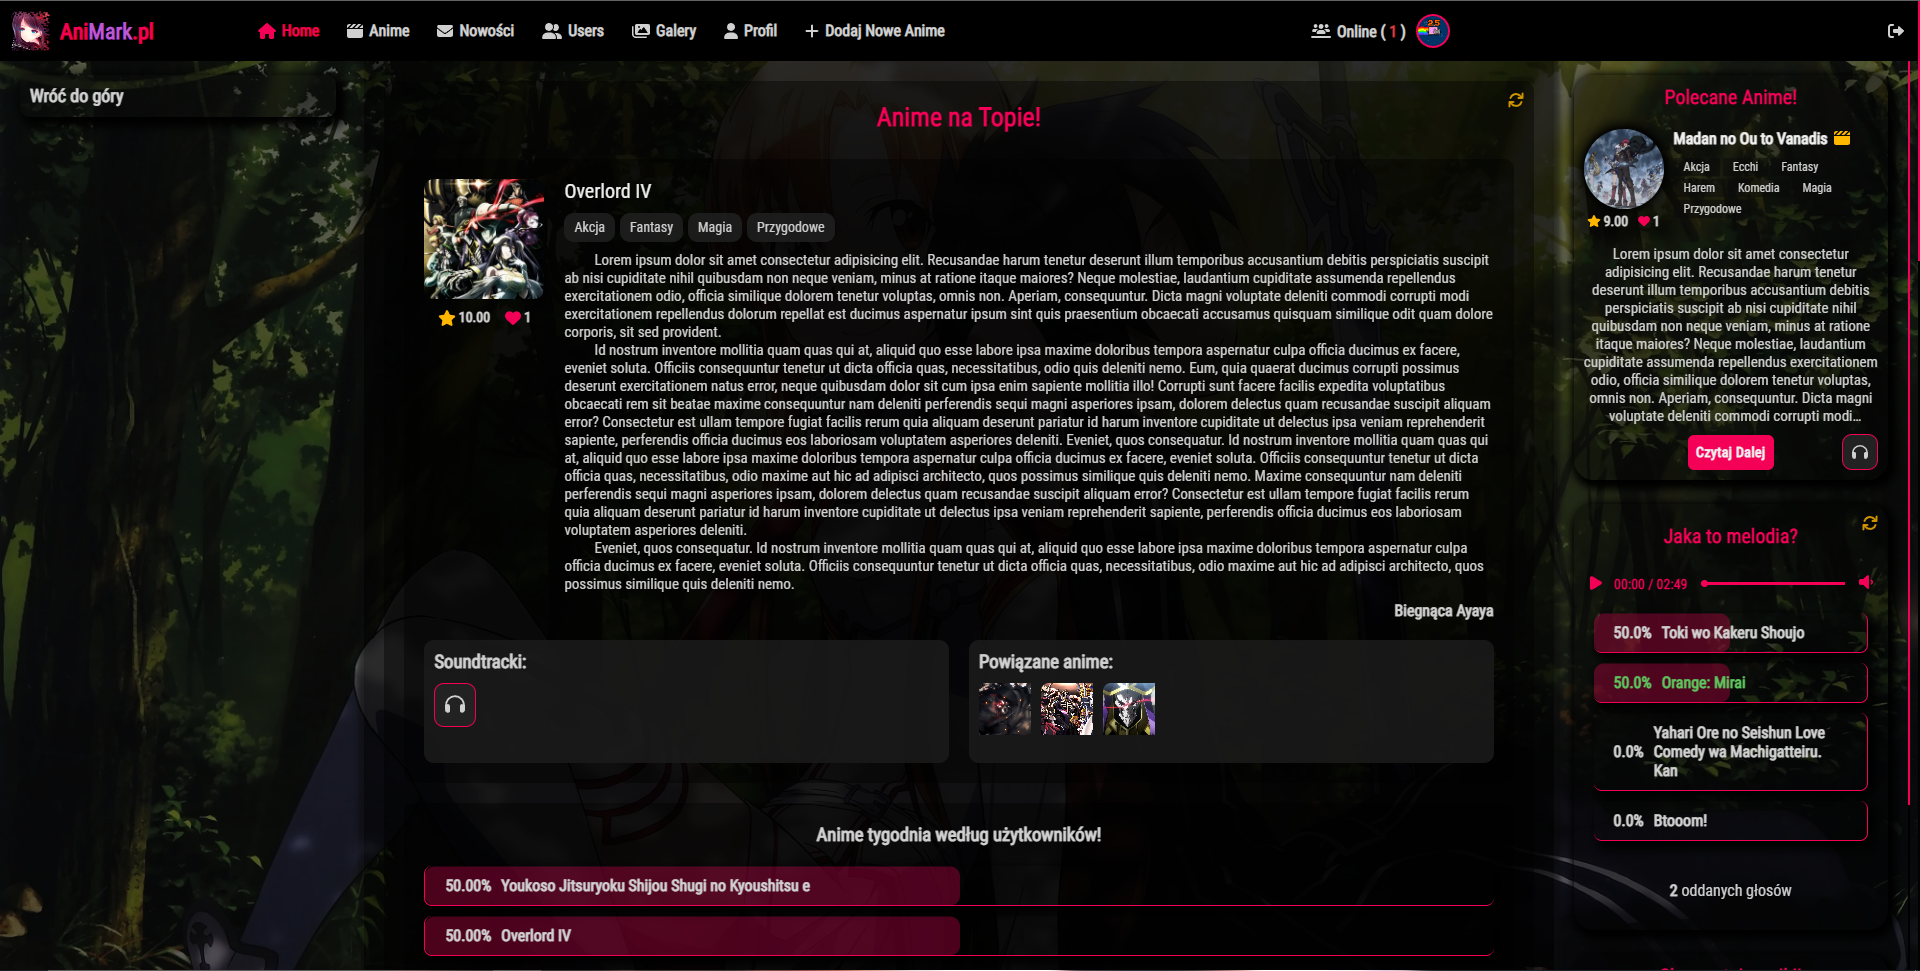 AniMark.pl
Home
Anime
Nowości
Users
Galery
Profil
Dodaj Nowe Anime
Online ( 1 )
Wróć do góry
Anime na Topie!
Overlord IV
Akcja
Fantasy
Magia
Przygodowe
10.00
1
Lorem ipsum dolor sit amet consectetur adipisicing elit. Recusandae harum tenetur deserunt illum temporibus accusantium debitis perspiciatis suscipit
ab nisi cupiditate nihil quibusdam non neque veniam, minus at ratione itaque maiores? Neque molestiae, laudantium cupiditate assumenda repellendus
exercitationem odio, officia similique dolorem tenetur voluptas, omnis non. Aperiam, consequuntur. Dicta magni voluptate deleniti commodi corrupti modi
exercitationem repellendus dolorum repellat est ducimus aspernatur ipsum sint quis praesentium obcaecati accusamus quisquam similique odit quam dolore
corporis, sit sed provident.
Id nostrum inventore mollitia quam quas qui at, aliquid quo esse labore ipsa maxime doloribus tempora aspernatur culpa officia ducimus ex facere,
eveniet soluta. Officiis consequuntur tenetur ut dicta officia quas, necessitatibus, odio quis deleniti nemo. Eum, quia quaerat ducimus corrupti possimus
deserunt exercitationem natus error, neque quibusdam dolor sit cum ipsa enim sapiente mollitia illo! Corrupti sunt facere facilis expedita voluptatibus
obcaecati rem sit beatae maxime consequuntur nam deleniti perferendis sequi magni asperiores ipsam, dolorem delectus quam recusandae suscipit aliquam
error? Consectetur est ullam tempore fugiat facilis rerum quia aliquam deserunt pariatur id harum inventore cupiditate ut delectus ipsa veniam reprehenderit
sapiente, perferendis officia ducimus eos laboriosam voluptatem asperiores deleniti. Eveniet, quos consequatur. Id nostrum inventore mollitia quam quas qui
at, aliquid quo esse labore ipsa maxime doloribus tempora aspernatur culpa officia ducimus ex facere, eveniet soluta. Officiis consequuntur tenetur ut dicta
officia quas, necessitatibus, odio maxime aut hic ad adipisci architecto, quos possimus similique quis deleniti nemo. Maxime consequuntur nam deleniti
perferendis sequi magni asperiores ipsam, dolorem delectus quam recusandae suscipit aliquam error? Consectetur est ullam tempore fugiat facilis rerum
quia aliquam deserunt pariatur id harum inventore cupiditate ut delectus ipsa veniam reprehenderit sapiente, perferendis officia ducimus eos laboriosam
voluptatem asperiores deleniti.
Eveniet, quos consequatur. Id nostrum inventore mollitia quam quas qui at, aliquid quo esse labore ipsa maxime doloribus tempora aspernatur culpa
officia ducimus ex facere, eveniet soluta. Officiis consequuntur tenetur ut dicta officia quas, necessitatibus, odio maxime aut hic ad adipisci architecto, quos
possimus similique quis deleniti nemo.
Biegnąca Ayaya
Soundtracki:
Powiązane anime:
Anime tygodnia według użytkowników!
50.00% Youkoso Jitsuryoku Shijou Shugi no Kyoushitsu e
50.00% Overlord IV
Polecane Anime!
Madan no Ou to Vanadis
Akcja Ecchi Fantasy
Harem Komedia Magia
Przygodowe
9.00 1
Lorem ipsum dolor sit amet consectetur
adipisicing elit. Recusandae harum tenetur
deserunt illum temporibus accusantium debitis
perspiciatis suscipit ab nisi cupiditate nihil
quibusdam non neque veniam, minus at ratione
itaque maiores? Neque molestiae, laudantium
cupiditate assumenda repellendus exercitationem
odio, officia similique dolorem tenetur voluptas,
omnis non. Aperiam, consequuntur. Dicta magni
voluptate deleniti commodi corrupti modi...
Czytaj Dalej
Jaka to melodia?
00:00 / 02:49
50.0% Toki wo Kakeru Shoujo
50.0% Orange: Mirai
0.0% Yahari Ore no Seishun Love
Comedy wa Machigatteiru.
Kan
0.0% Btooom!
2 oddanych głosów